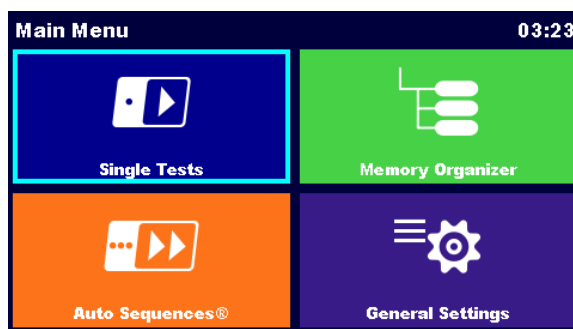 Main Menu 03:23
Single Tests
Memory Organizer
Auto Sequences®
General Settings